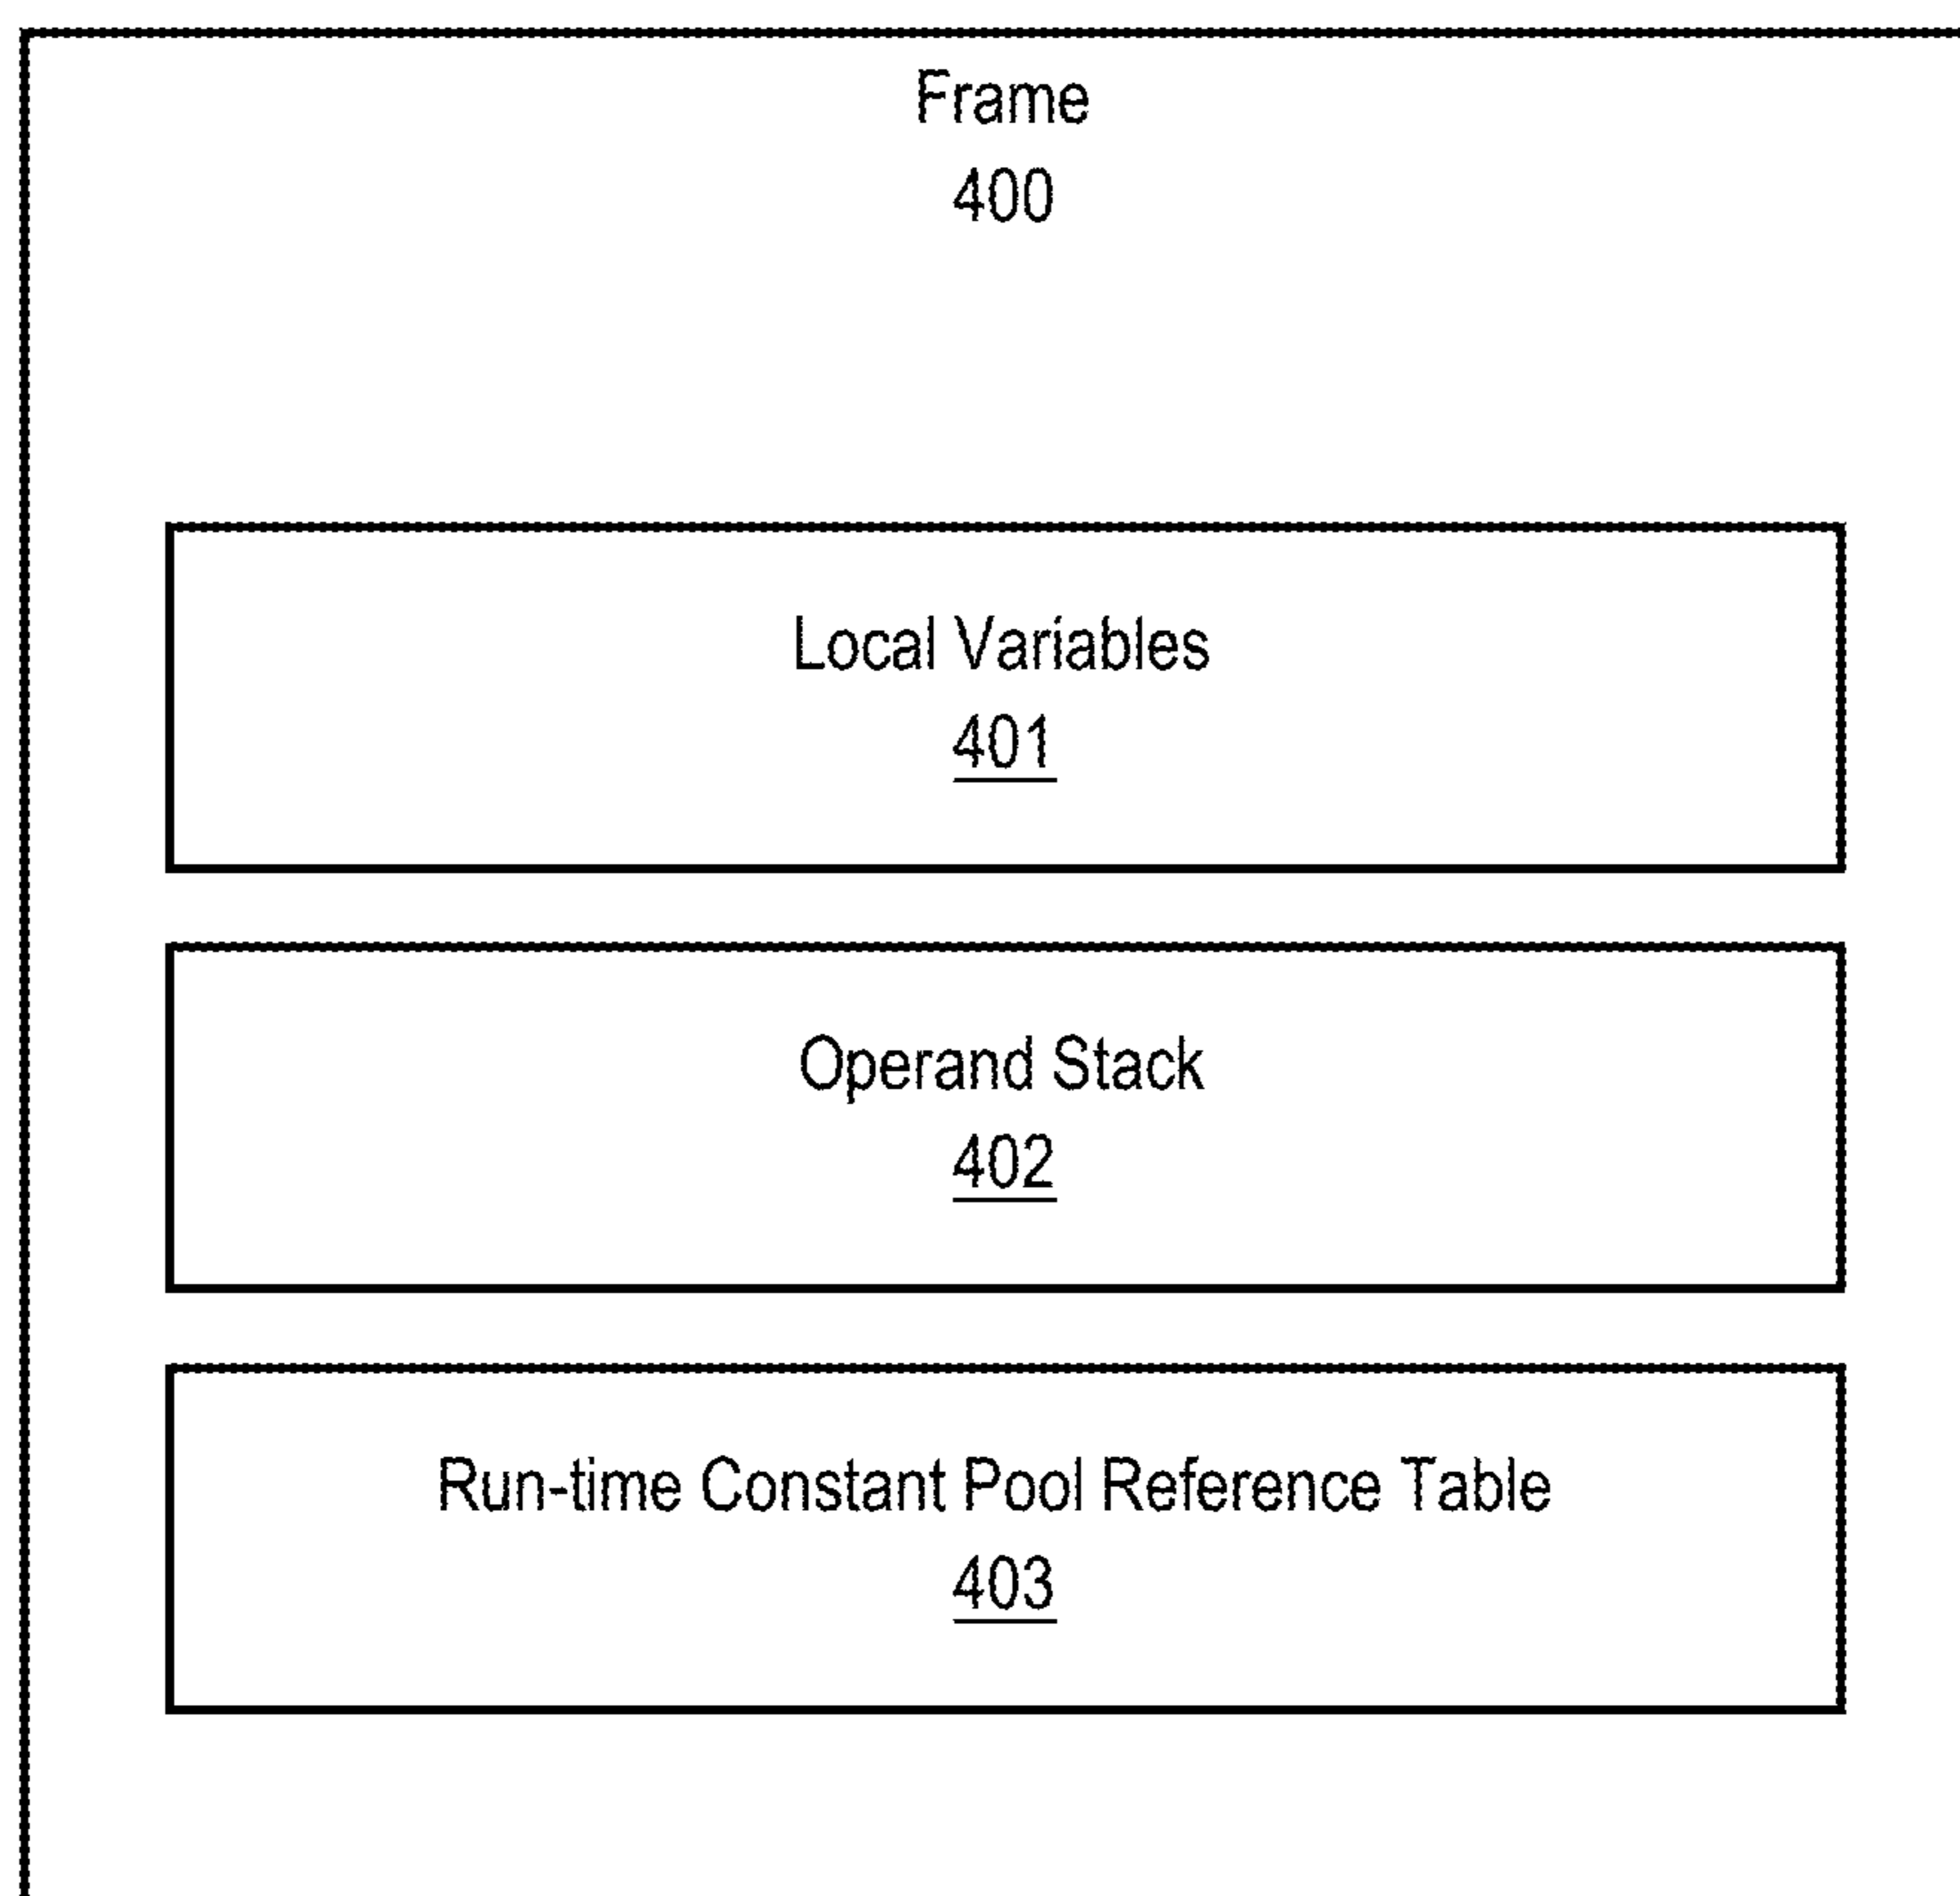 Frame
400
Local Variables
401
Operand Stack
402
Run-time Constant Pool Reference Table
403